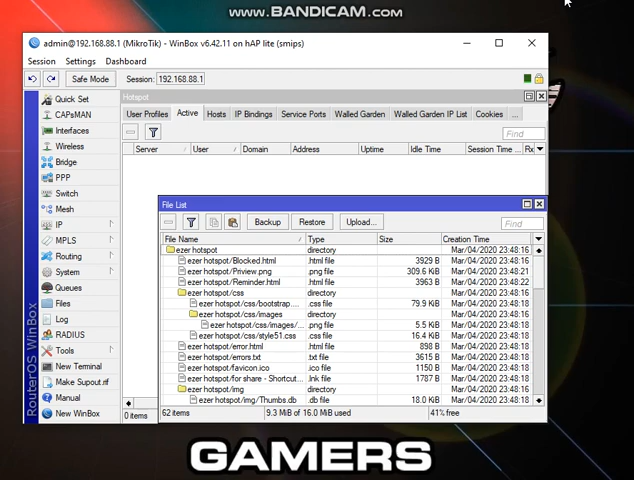 www.BANDICAM.com
admin@192.168.88.1 (MikroTik) - WinBox v6.42.11 on hAP lite (smips)
Session Settings Dashboard
Safe Mode Session: 192.168.88.1
Quick Set
CAPsMAN
Interfaces
Wireless
Bridge
PPP
Switch
Mesh
IP
MPLS
Routing
System
Queues
Files
Log
RADIUS
Tools
New Terminal
Make Supout.rif
Manual
New WinBox
RouterOS WinBox
Hotspot
User Profiles Active Hosts IP Bindings Service Ports Walled Garden Walled Garden IP List Cookies ...
Find
Server User Domain Address Uptime Idle Time Session Time ... Rx
0 items
File List
Backup Restore Upload... Find
File Name Type Size Creation Time
ezer hotspot directory Mar/04/2020 23:48:16
ezer hotspot/Blocked.html .html file 3929 B Mar/04/2020 23:48:16
ezer hotspot/Priview.png .png file 309.6 KiB Mar/04/2020 23:48:21
ezer hotspot/Reminder.html .html file 3963 B Mar/04/2020 23:48:22
ezer hotspot/css directory Mar/04/2020 23:48:16
ezer hotspot/css/bootstrap.... .css file 79.9 KiB Mar/04/2020 23:48:18
ezer hotspot/css/images directory Mar/04/2020 23:48:16
ezer hotspot/css/images/... .png file 5.5 KiB Mar/04/2020 23:48:18
ezer hotspot/css/style51.css .css file 16.4 KiB Mar/04/2020 23:48:18
ezer hotspot/error.html .html file 898 B Mar/04/2020 23:48:18
ezer hotspot/errors.txt .txt file 3615 B Mar/04/2020 23:48:18
ezer hotspot/favicon.ico .ico file 1150 B Mar/04/2020 23:48:18
ezer hotspot/for share - Shortcut... .lnk file 1787 B Mar/04/2020 23:48:18
ezer hotspot/img directory Mar/04/2020 23:48:16
ezer hotspot/img/Thumbs.db .db file 18.0 KiB Mar/04/2020 23:48:18
62 items 9.3 MiB of 16.0 MiB used 41% free
GAMERS